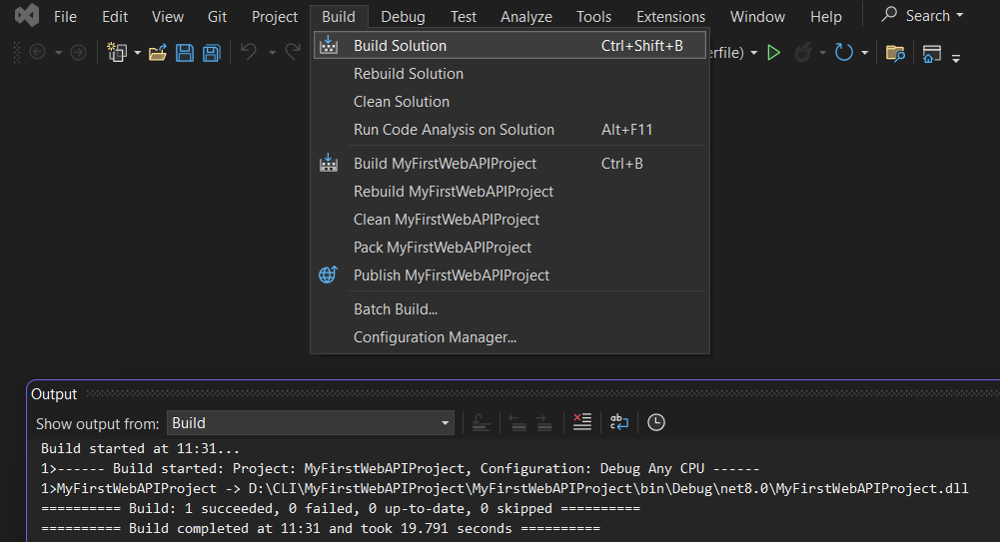 File Edit View Git Project Build Debug Test Analyze Tools Extensions Window Help Search
Build Solution Ctrl+Shift+B
erfile)
Rebuild Solution
Clean Solution
Run Code Analysis on Solution Alt+F11
Build MyFirstWebAPIProject Ctrl+B
Rebuild MyFirstWebAPIProject
Clean MyFirstWebAPIProject
Pack MyFirstWebAPIProject
Publish MyFirstWebAPIProject
Batch Build...
Configuration Manager...
Output
Show output from: Build
Build started at 11:31...
1>------ Build started: Project: MyFirstWebAPIProject, Configuration: Debug Any CPU ------
1>MyFirstWebAPIProject -> D:\CLI\MyFirstWebAPIProject\MyFirstWebAPIProject\bin\Debug\net8.0\MyFirstWebAPIProject.dll
========== Build: 1 succeeded, 0 failed, 0 up-to-date, 0 skipped ==========
========== Build completed at 11:31 and took 19.791 seconds ==========